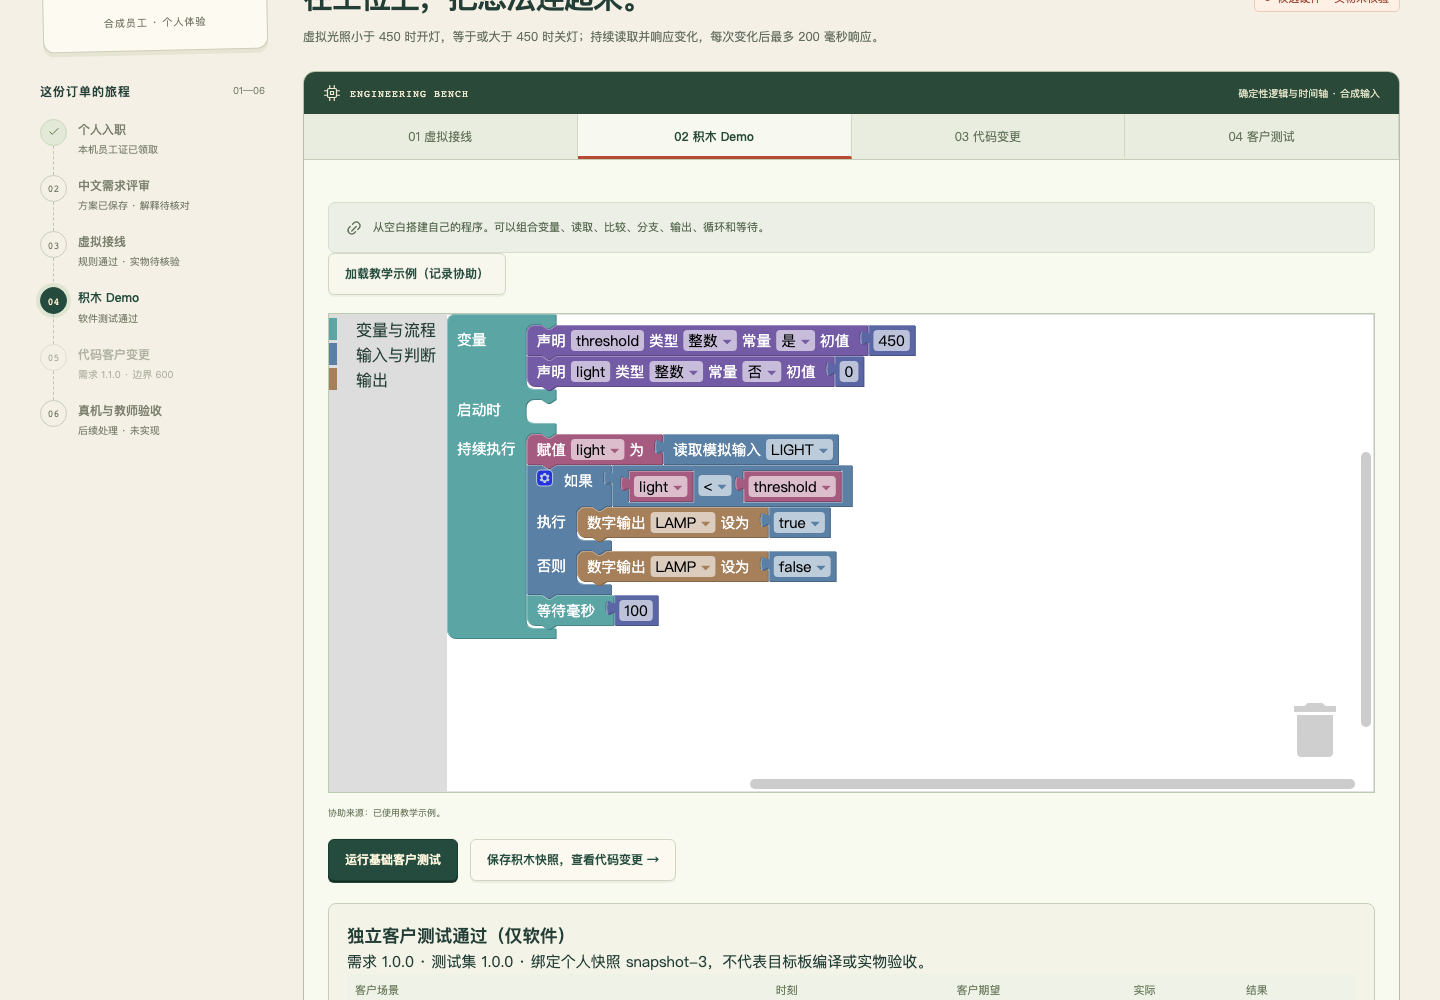 合成员工 · 个人体验
在工位上，把想法连起来。
虚拟光照小于 450 时开灯，等于或大于 450 时关灯；持续读取并响应变化，每次变化后最多 200 毫秒响应。
这份订单的旅程
01—06
个人入职
本机员工证已领取
02
中文需求评审
方案已保存 · 解释待核对
03
虚拟接线
规则通过 · 实物待核验
04
积木 Demo
软件测试通过
05
代码客户变更
需求 1.1.0 · 边界 600
06
真机与教师验收
后续处理 · 未实现
ENGINEERING BENCH
确定性逻辑与时间轴 · 合成输入
01 虚拟接线
02 积木 Demo
03 代码变更
04 客户测试
从空白搭建自己的程序。可以组合变量、读取、比较、分支、输出、循环和等待。
加载教学示例（记录协助）
变量与流程
输入与判断
输出
变量
声明 threshold 类型 整数 常量 是 初值 450
声明 light 类型 整数 常量 否 初值 0
启动时
持续执行
赋值 light 为 读取模拟输入 LIGHT
如果 light < threshold
执行 数字输出 LAMP 设为 true
否则 数字输出 LAMP 设为 false
等待毫秒 100
协助来源：已使用教学示例。
运行基础客户测试
保存积木快照，查看代码变更 →
独立客户测试通过（仅软件）
需求 1.0.0 · 测试集 1.0.0 · 绑定个人快照 snapshot-3，不代表目标板编译或实物验收。
客户场景 时刻 客户期望 实际 结果